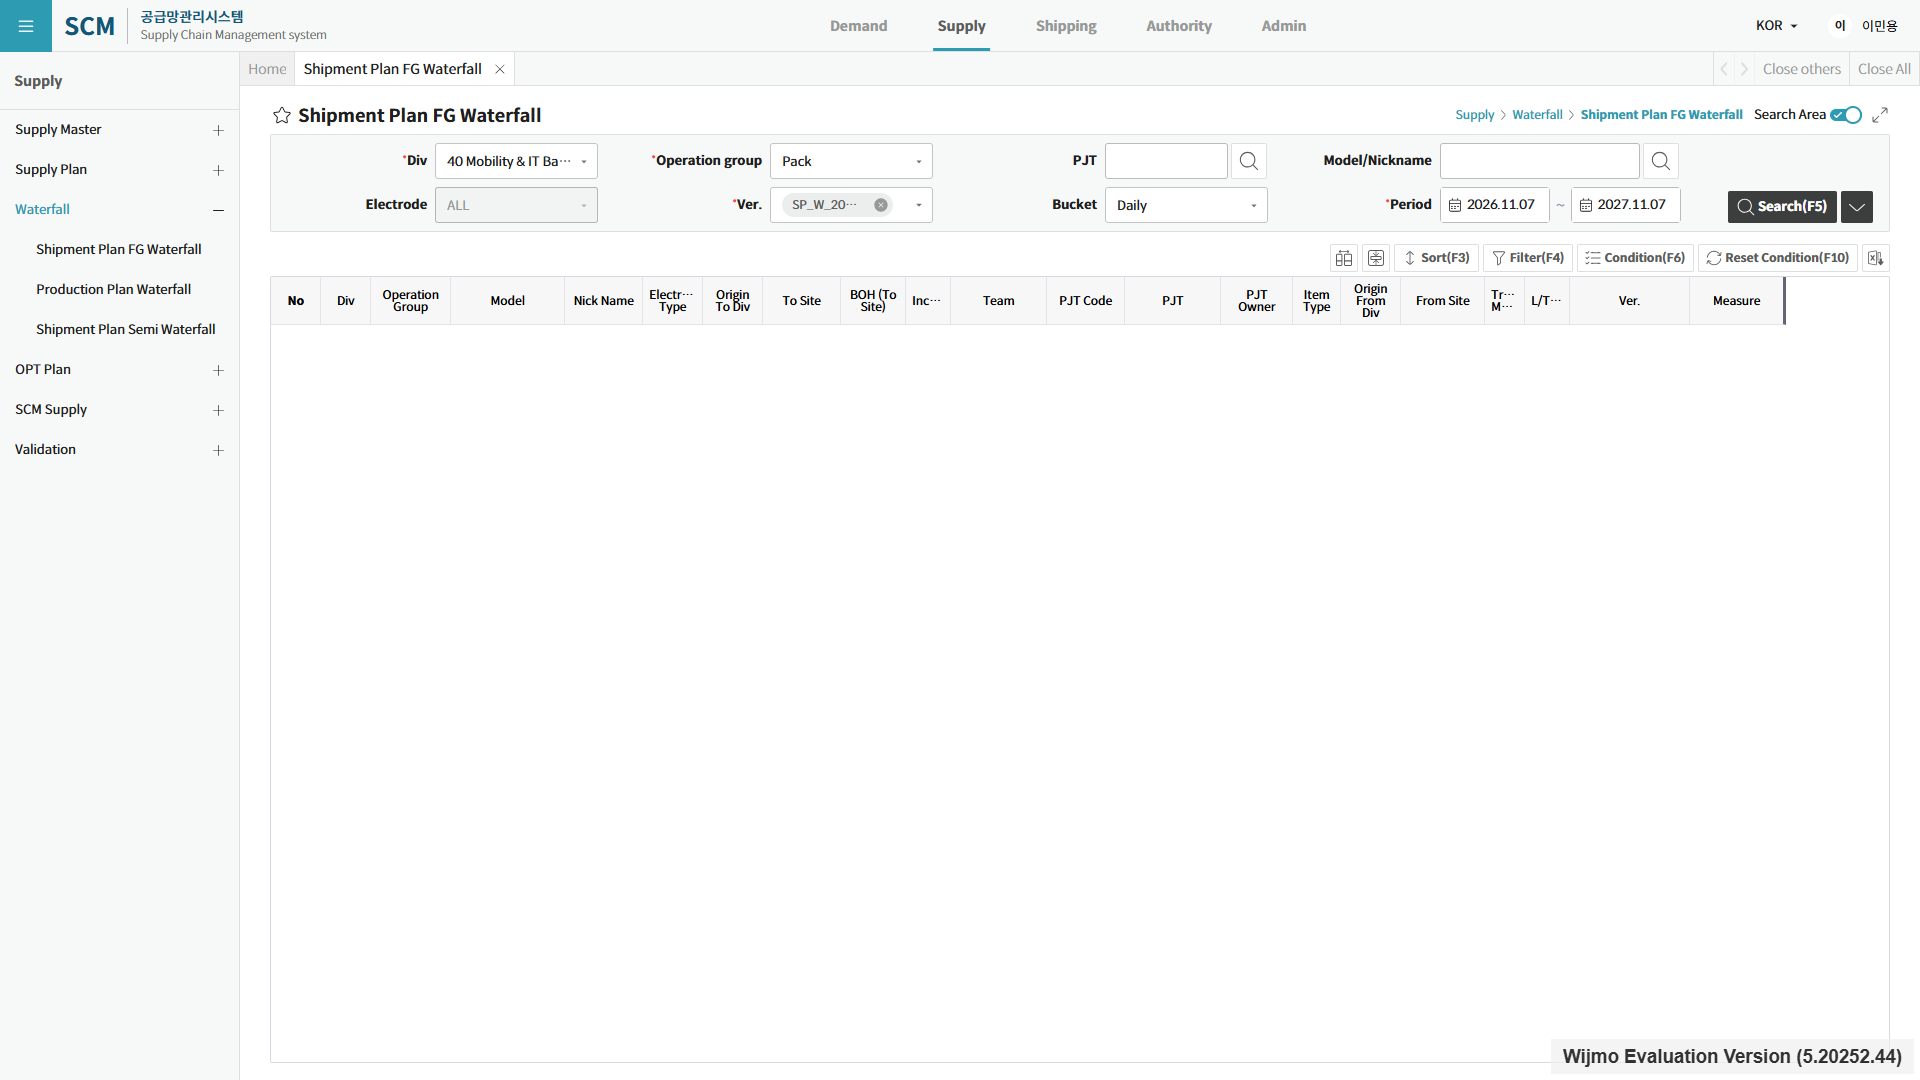 SCM
공급망관리시스템
Supply Chain Management system
Demand
Supply
Shipping
Authority
Admin
KOR
이
이민용
Supply
Home
Shipment Plan FG Waterfall
Close others
Close All
Supply Master
Supply Plan
Waterfall
Shipment Plan FG Waterfall
Production Plan Waterfall
Shipment Plan Semi Waterfall
OPT Plan
SCM Supply
Validation
Shipment Plan FG Waterfall
Supply > Waterfall > Shipment Plan FG Waterfall
Search Area
*Div
40 Mobility & IT Ba···
*Operation group
Pack
PJT
Model/Nickname
Electrode
ALL
*Ver.
SP_W_20···
Bucket
Daily
*Period
2026.11.07
~
2027.11.07
Search(F5)
Sort(F3)
Filter(F4)
Condition(F6)
Reset Condition(F10)
No
Div
Operation
Group
Model
Nick Name
Electr···
Type
Origin
To Div
To Site
BOH (To
Site)
Inc···
Team
PJT Code
PJT
PJT
Owner
Item
Type
Origin
From
Div
From Site
Tr···
M···
L/T···
Ver.
Measure
Wijmo Evaluation Version (5.20252.44)